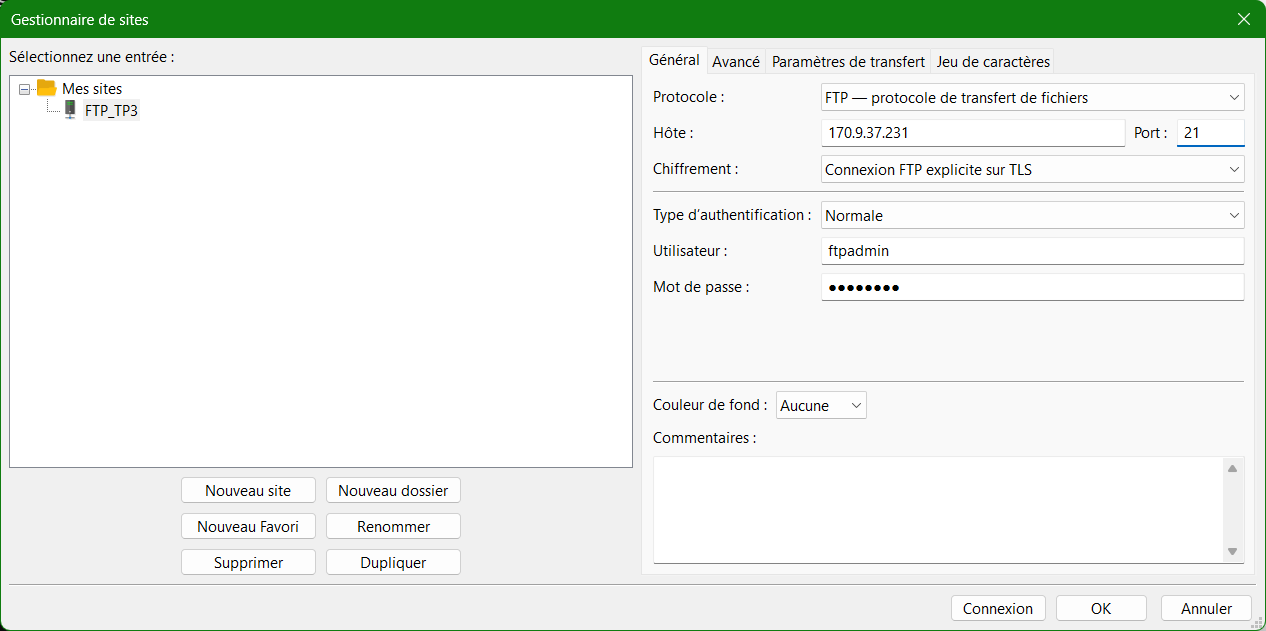 Gestionnaire de sites
Sélectionnez une entrée :
Mes sites
FTP_TP3
Nouveau site
Nouveau dossier
Nouveau Favori
Renommer
Supprimer
Dupliquer
Général Avancé Paramètres de transfert Jeu de caractères
Protocole : FTP — protocole de transfert de fichiers
Hôte : 170.9.37.231 Port : 21
Chiffrement : Connexion FTP explicite sur TLS
Type d'authentification : Normale
Utilisateur : ftpadmin
Mot de passe : ●●●●●●●●
Couleur de fond : Aucune
Commentaires :
Connexion OK Annuler